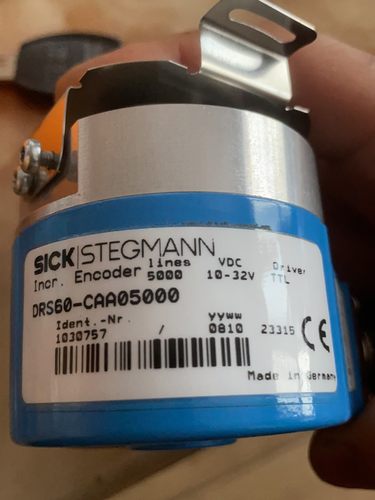 SICK|STEGMANN
lines VDC Driver
Incr. Encoder 5000 10-32V TTL
DRS60-CAA05000
Ident.-Nr. yyww
1030757 / 0810 23315 CE
Made in Germany